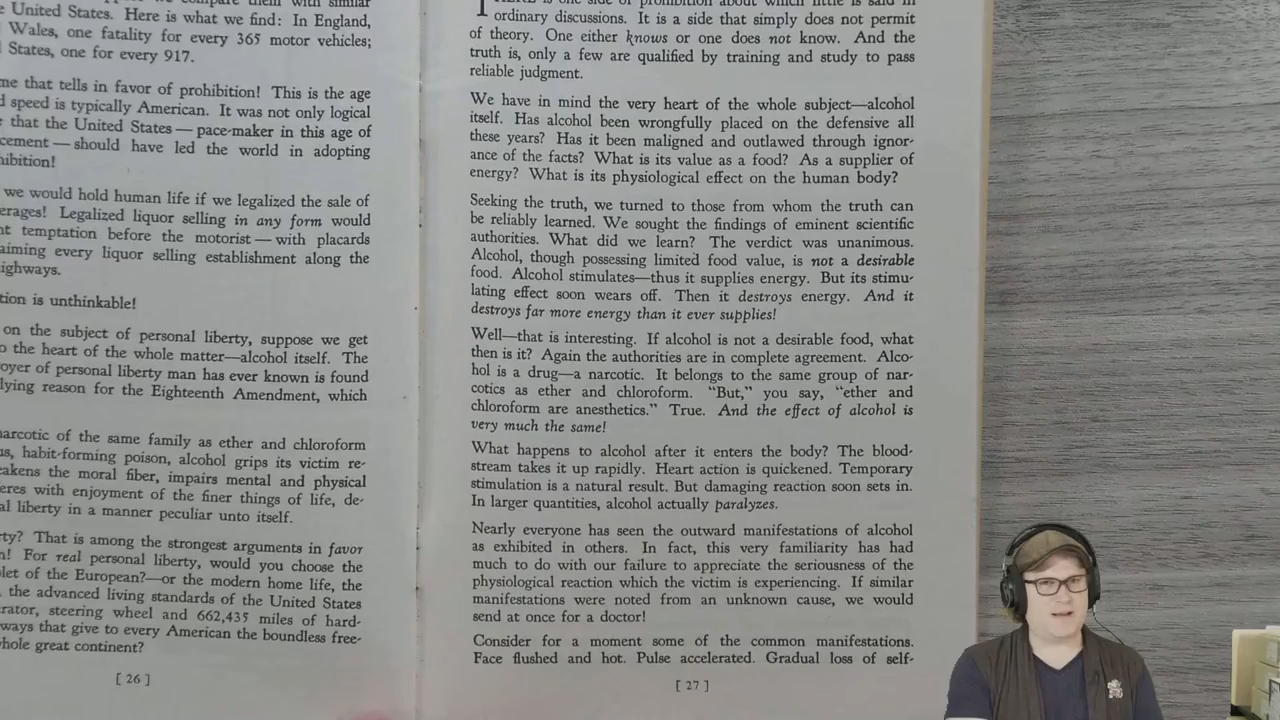 ppose we compare them with similar
United States. Here is what we find: In England,
Wales, one fatality for every 365 motor vehicles;
States, one for every 917.
me that tells in favor of prohibition! This is the age
d speed is typically American. It was not only logical
that the United States — pace-maker in this age of
cement — should have led the world in adopting
hibition!
we would hold human life if we legalized the sale of
erages! Legalized liquor selling in any form would
nt temptation before the motorist — with placards
aiming every liquor selling establishment along the
ighways.
tion is unthinkable!
on the subject of personal liberty, suppose we get
o the heart of the whole matter—alcohol itself. The
oyer of personal liberty man has ever known is found
lying reason for the Eighteenth Amendment, which
narcotic of the same family as ether and chloroform
us, habit-forming poison, alcohol grips its victim re-
eakens the moral fiber, impairs mental and physical
eres with enjoyment of the finer things of life, de-
al liberty in a manner peculiar unto itself.
rty? That is among the strongest arguments in favor
n! For real personal liberty, would you choose the
let of the European?—or the modern home life, the
the advanced living standards of the United States
rator, steering wheel and 662,435 miles of hard-
ways that give to every American the boundless free-
hole great continent?
[ 26 ]
THERE is one side of prohibition about which little is said in
ordinary discussions. It is a side that simply does not permit
of theory. One either knows or one does not know. And the
truth is, only a few are qualified by training and study to pass
reliable judgment.
We have in mind the very heart of the whole subject—alcohol
itself. Has alcohol been wrongfully placed on the defensive all
these years? Has it been maligned and outlawed through ignor-
ance of the facts? What is its value as a food? As a supplier of
energy? What is its physiological effect on the human body?
Seeking the truth, we turned to those from whom the truth can
be reliably learned. We sought the findings of eminent scientific
authorities. What did we learn? The verdict was unanimous.
Alcohol, though possessing limited food value, is not a desirable
food. Alcohol stimulates—thus it supplies energy. But its stimu-
lating effect soon wears off. Then it destroys energy. And it
destroys far more energy than it ever supplies!
Well—that is interesting. If alcohol is not a desirable food, what
then is it? Again the authorities are in complete agreement. Alco-
hol is a drug—a narcotic. It belongs to the same group of nar-
cotics as ether and chloroform. "But," you say, "ether and
chloroform are anesthetics." True. And the effect of alcohol is
very much the same!
What happens to alcohol after it enters the body? The blood-
stream takes it up rapidly. Heart action is quickened. Temporary
stimulation is a natural result. But damaging reaction soon sets in.
In larger quantities, alcohol actually paralyzes.
Nearly everyone has seen the outward manifestations of alcohol
as exhibited in others. In fact, this very familiarity has had
much to do with our failure to appreciate the seriousness of the
physiological reaction which the victim is experiencing. If similar
manifestations were noted from an unknown cause, we would
send at once for a doctor!
Consider for a moment some of the common manifestations.
Face flushed and hot. Pulse accelerated. Gradual loss of self-
[ 27 ]